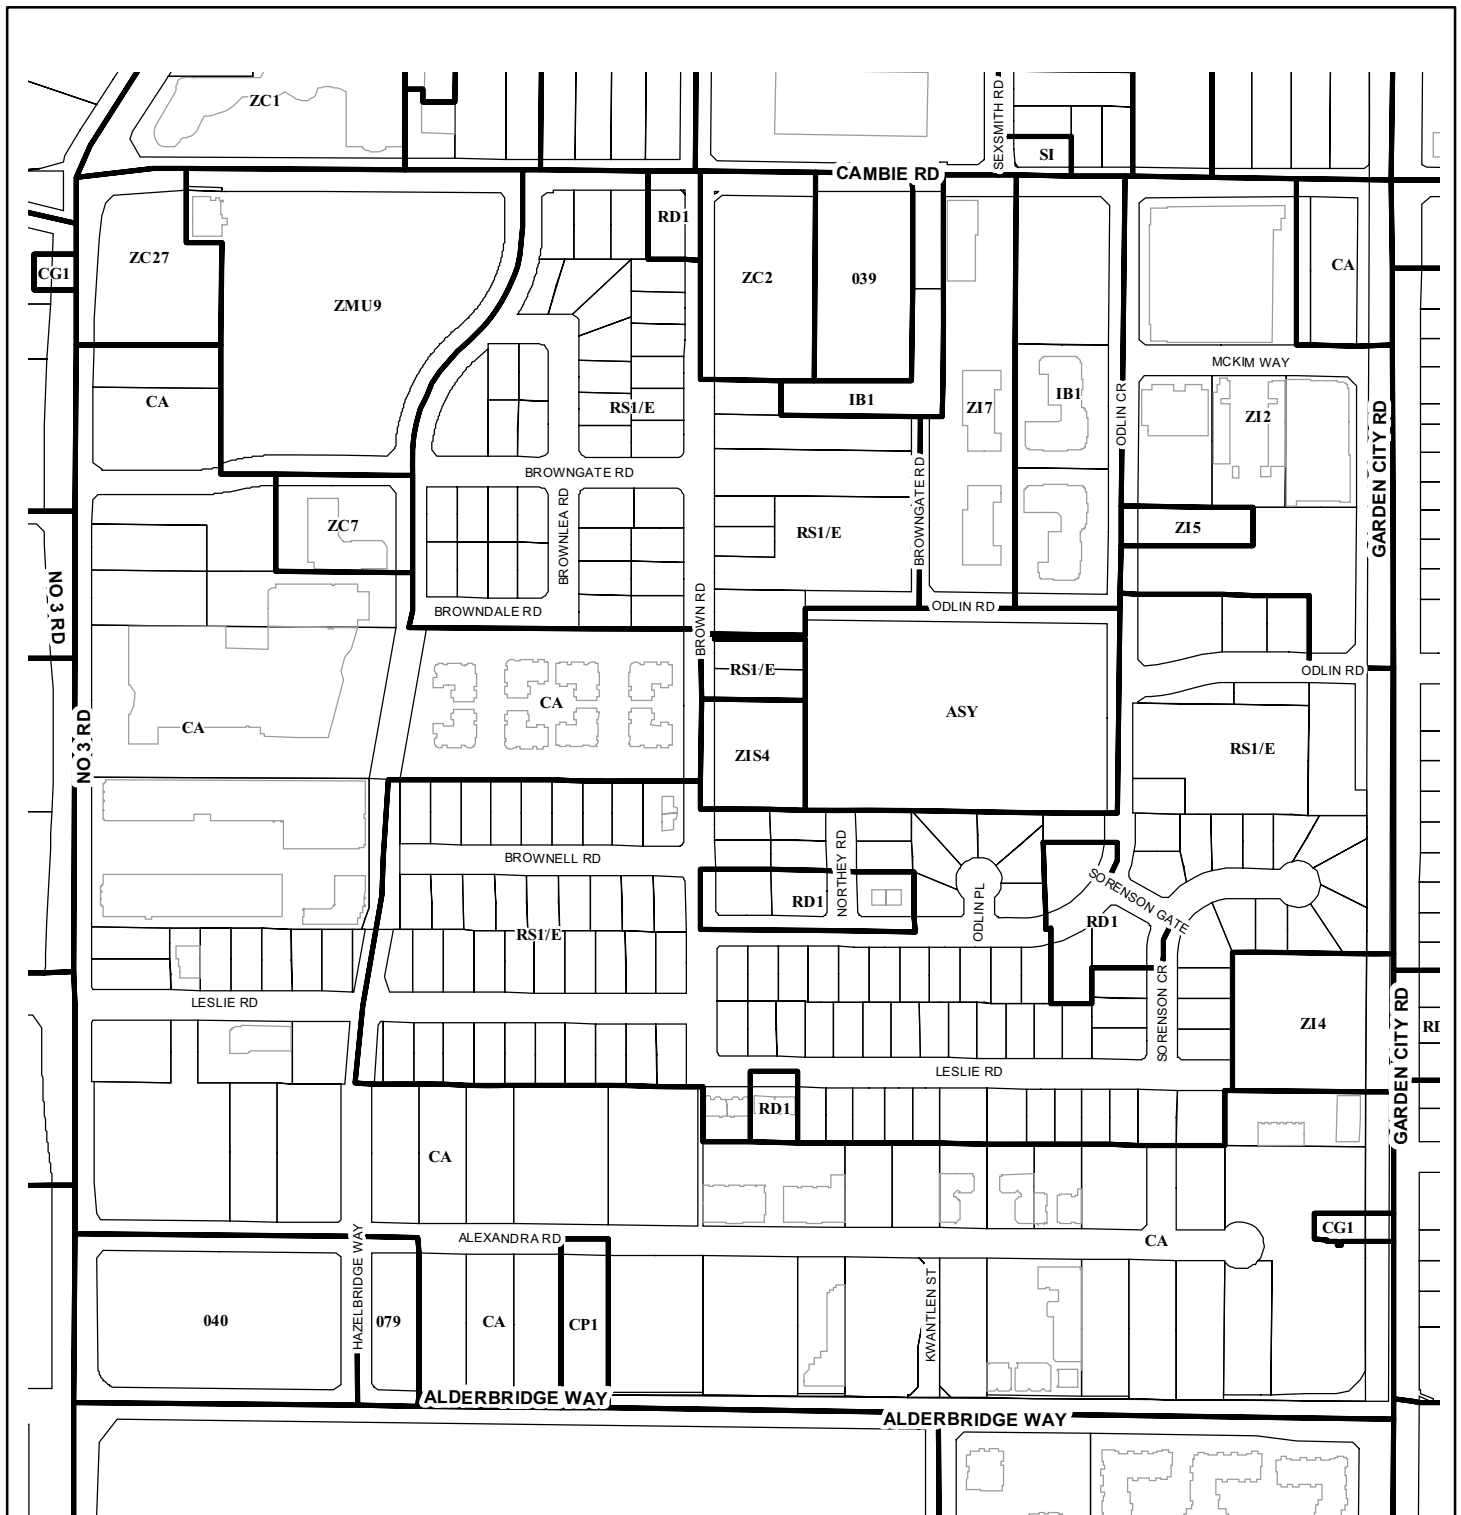 ZC1
SEXSMITH RD
SI
CAMBIE RD
RD1
ZC27
CG1
ZMU9
ZC2
039
CA
MCKIM WAY
CA
RS1/E
IB1
ZI7
IB1
ODLIN CR
ZI2
GARDEN CITY RD
BROWNGATE RD
ZC7
BROWNLEA RD
RS1/E
BROWNGATE RD
ZI5
NO 3 RD
BROWNDALE RD
BROWN RD
ODLIN RD
RS1/E
ODLIN RD
CA
CA
NO 3 RD
ZIS4
ASY
RS1/E
BROWNELL RD
NORTHEY RD
RD1
ODLIN PL
SORENSON GATE
RD1
RS1/E
LESLIE RD
SORENSON CR
ZI4
GARDEN CITY RD
RD
LESLIE RD
RD1
CA
HAZELBRIDGE WAY
ALEXANDRA RD
CA
CG1
040
079
CA
CP1
KWANTLEN ST
ALDERBRIDGE WAY
ALDERBRIDGE WAY